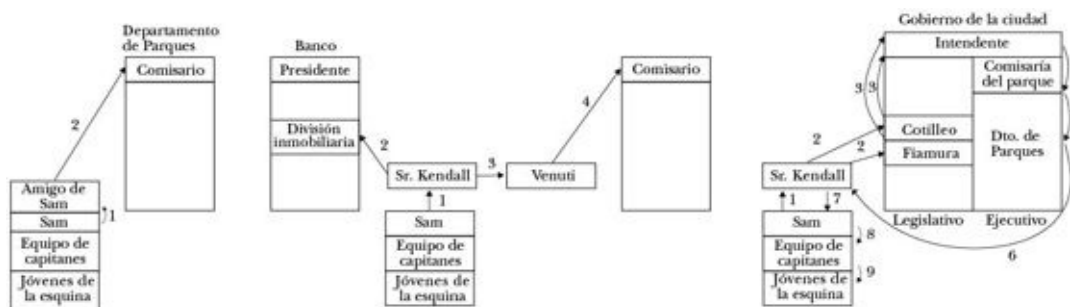 Departamento
de Parques
Comisario
2
Amigo de
Sam
1
Sam
Equipo de
capitanes
Jóvenes de
la esquina
Banco
Presidente
División
inmobiliaria
2
Sr. Kendall
3
Venuti
4
Comisario
1
Sam
Equipo de
capitanes
Jóvenes de
la esquina
Gobierno de la ciudad
Intendente
Comisaría
del parque
3
3
Cotilleo
Fiamura
Dto. de
Parques
2
2
Sr. Kendall
1
7
Legislativo
Ejecutivo
6
Sam
8
Equipo de
capitanes
9
Jóvenes de
la esquina